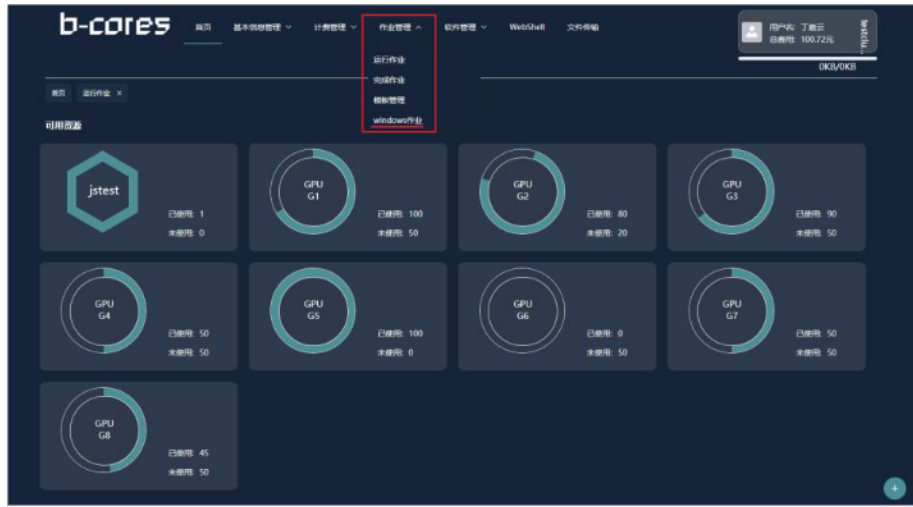 b-cores
首页 基本信息管理 计费管理 作业管理 软件管理 WebShell 文件传输
用户名: 丁敢云
总费用: 100.72元
testclu...
0KB/0KB
运行作业
完成作业
模板管理
windows作业
首页 运行作业 ×
可用资源
jstest
已使用: 1
未使用: 0
GPU
G1
已使用: 100
未使用: 50
GPU
G2
已使用: 80
未使用: 20
GPU
G3
已使用: 90
未使用: 50
GPU
G4
已使用: 50
未使用: 50
GPU
G5
已使用: 100
未使用: 0
GPU
G6
已使用: 0
未使用: 50
GPU
G7
已使用: 50
未使用: 50
GPU
G8
已使用: 45
未使用: 50
+